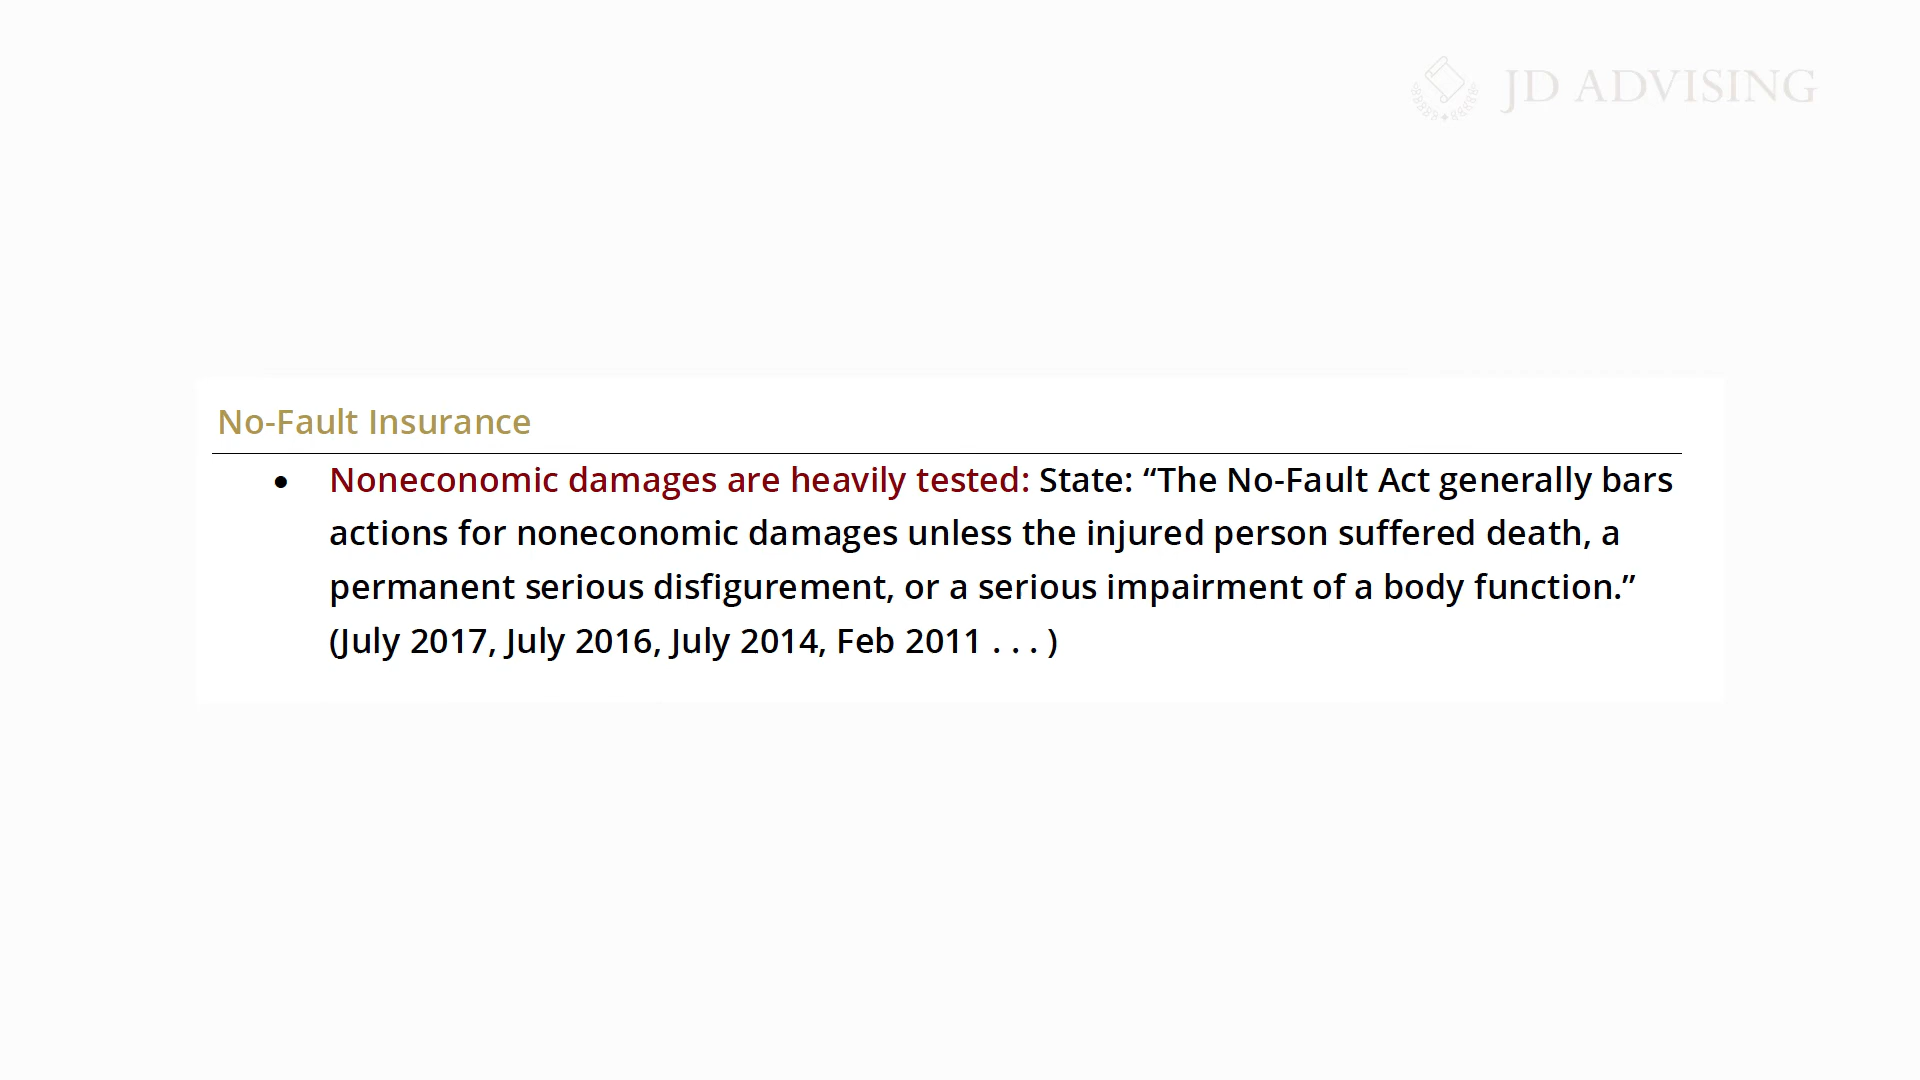 JD ADVISING
No-Fault Insurance
• Noneconomic damages are heavily tested: State: “The No-Fault Act generally bars
actions for noneconomic damages unless the injured person suffered death, a
permanent serious disfigurement, or a serious impairment of a body function.”
(July 2017, July 2016, July 2014, Feb 2011 . . . )